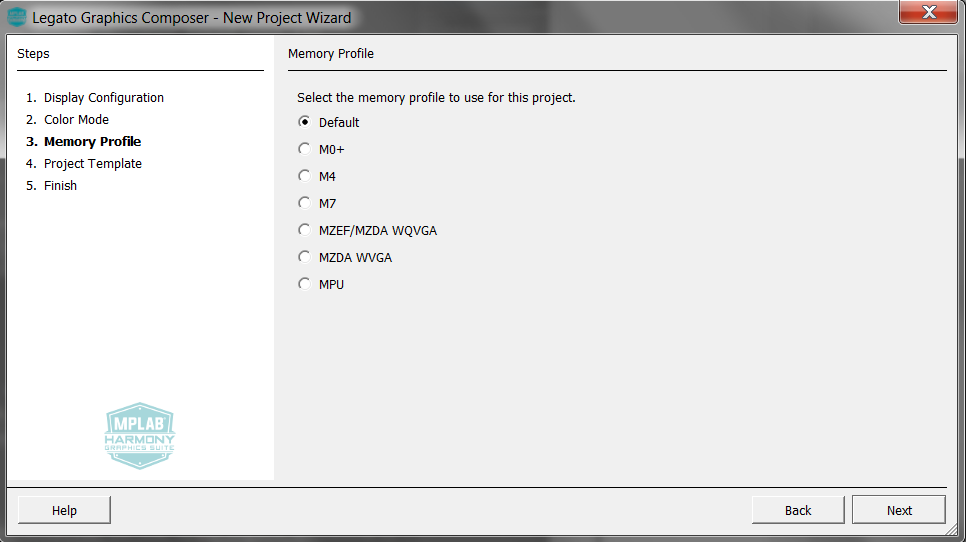 Legato Graphics Composer - New Project Wizard
Steps
1. Display Configuration
2. Color Mode
3. Memory Profile
4. Project Template
5. Finish
MPLAB
HARMONY
GRAPHICS SUITE
Memory Profile
Select the memory profile to use for this project.
Default
M0+
M4
M7
MZEF/MZDA WQVGA
MZDA WVGA
MPU
Help
Back
Next